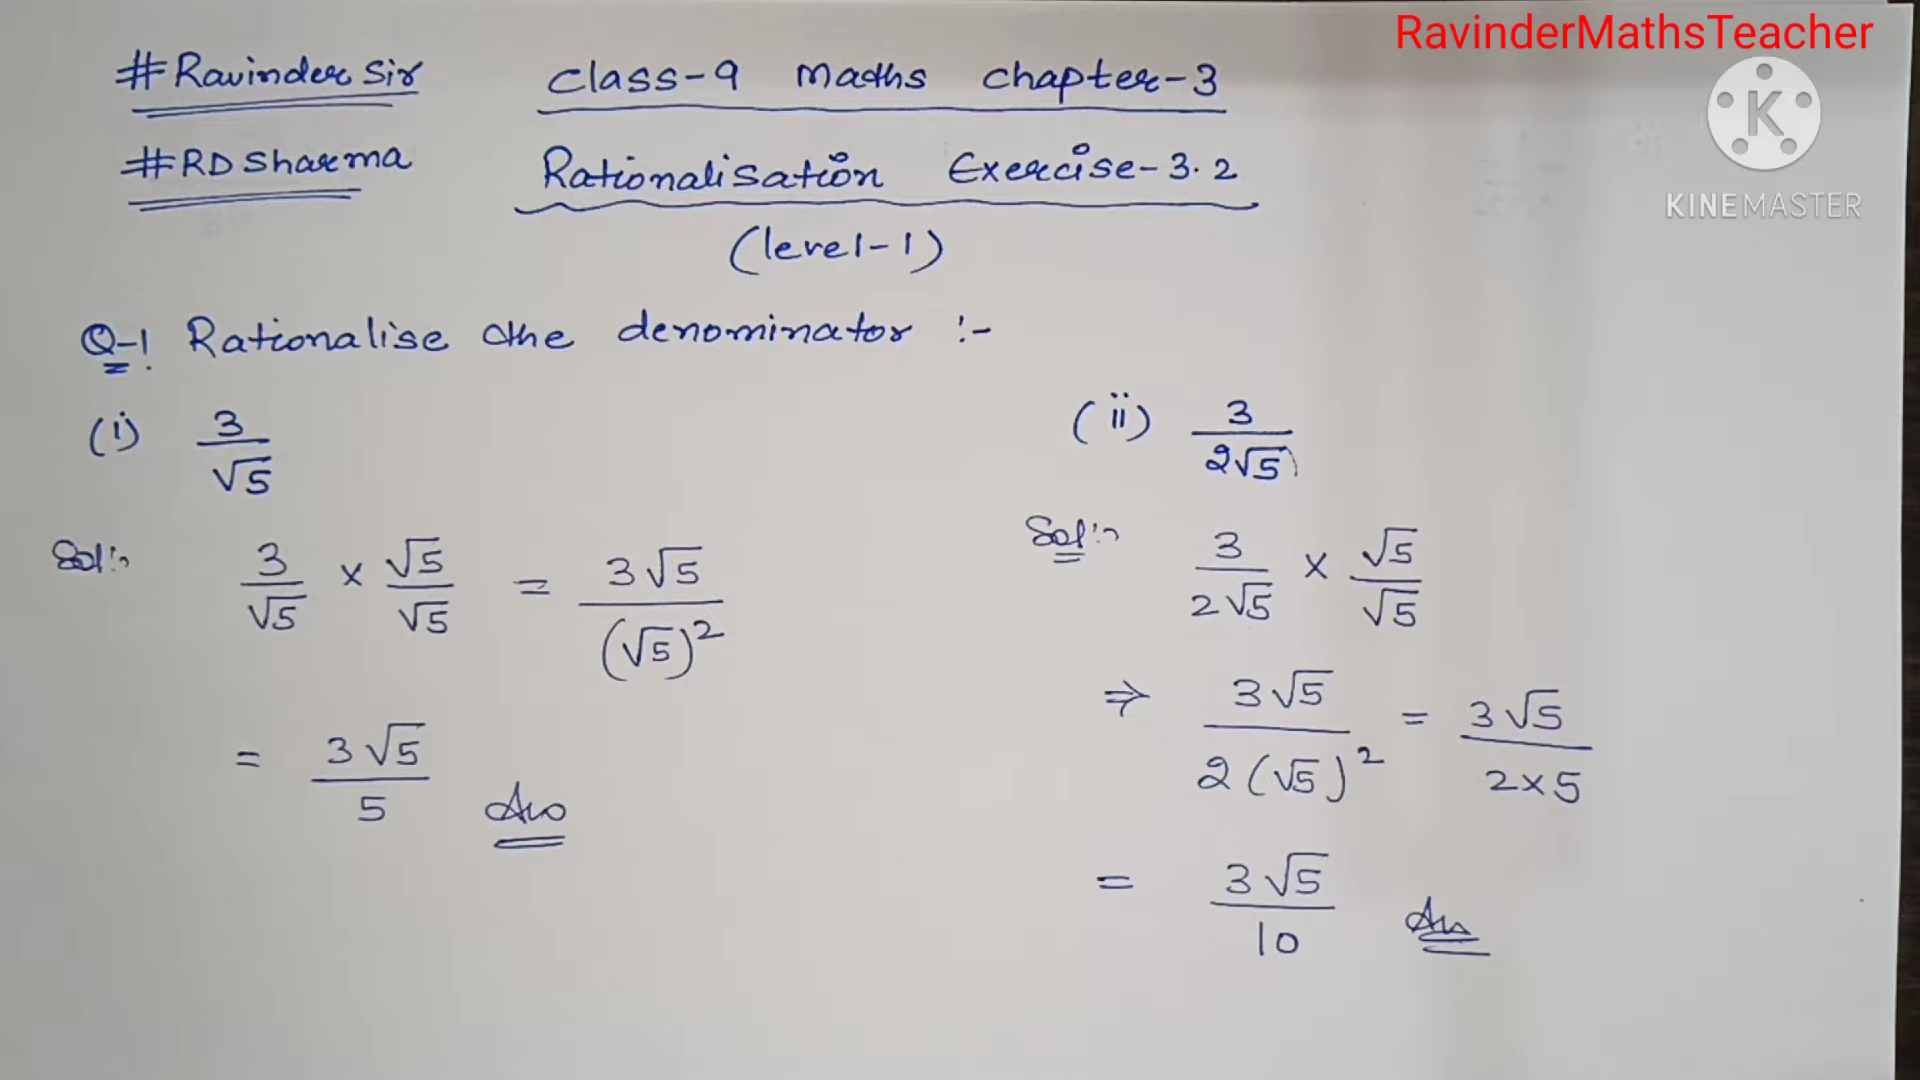 RavinderMathsTeacher
#Ravinder Sir
Class-9 Maths Chapter-3
K
KINEMASTER
#RD Sharma
Rationalisation Exercise-3.2
(level-1)
Q-1. Rationalise the denominator :-
(i) 3/√5
Sol:- 3/√5 × √5/√5 = 3√5/(√5)²
= 3√5/5 Ans
(ii) 3/2√5
Sol:- 3/2√5 × √5/√5
⇒ 3√5/2(√5)² = 3√5/2×5
= 3√5/10 Ans